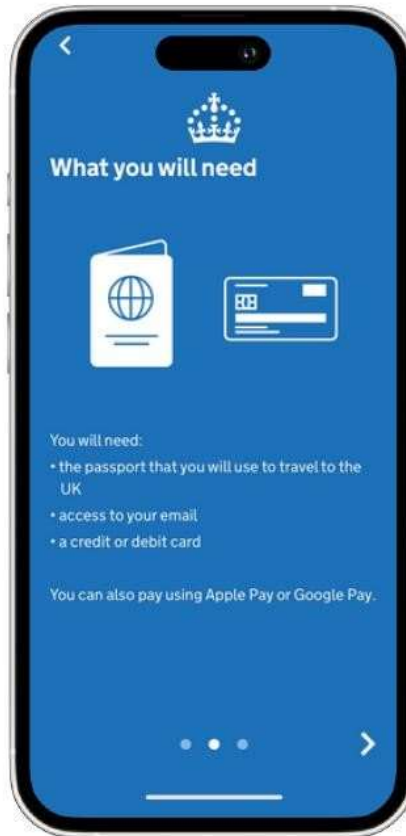 What you will need
You will need:
• the passport that you will use to travel to the
UK
• access to your email
• a credit or debit card
You can also pay using Apple Pay or Google Pay.